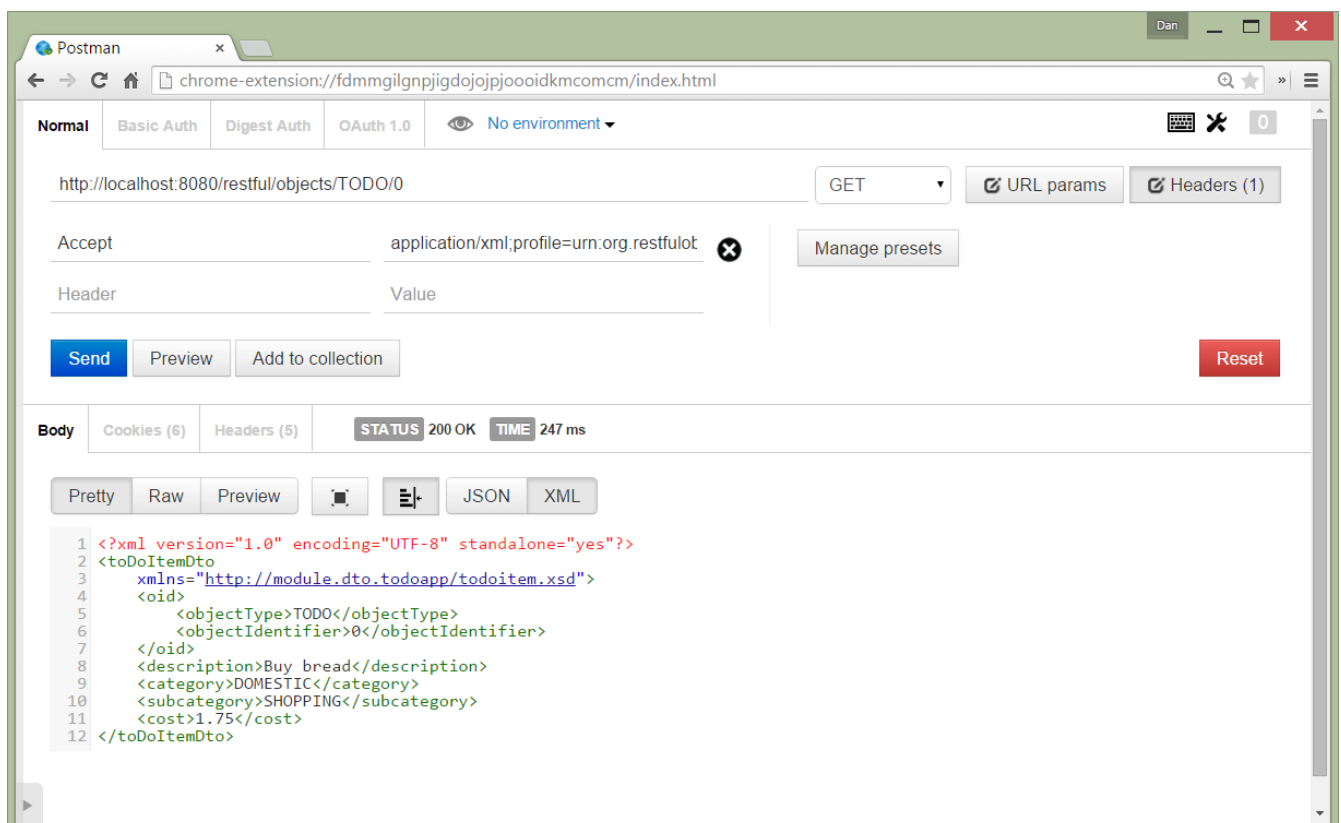 Dan
Postman
chrome-extension://fdmmgilgnpjigdojojpjoooidkmcomcm/index.html
Normal Basic Auth Digest Auth OAuth 1.0 No environment 0
http://localhost:8080/restful/objects/TODO/0 GET URL params Headers (1)
Accept application/xml;profile=urn:org.restfulob Manage presets
Header Value
Send Preview Add to collection Reset
Body Cookies (6) Headers (5) STATUS 200 OK TIME 247 ms
Pretty Raw Preview JSON XML
1 <?xml version="1.0" encoding="UTF-8" standalone="yes"?>
2 <toDoItemDto
3 xmlns="http://module.dto.todoapp/todoitem.xsd">
4 <oid>
5 <objectType>TODO</objectType>
6 <objectIdentifier>0</objectIdentifier>
7 </oid>
8 <description>Buy bread</description>
9 <category>DOMESTIC</category>
10 <subcategory>SHOPPING</subcategory>
11 <cost>1.75</cost>
12 </toDoItemDto>